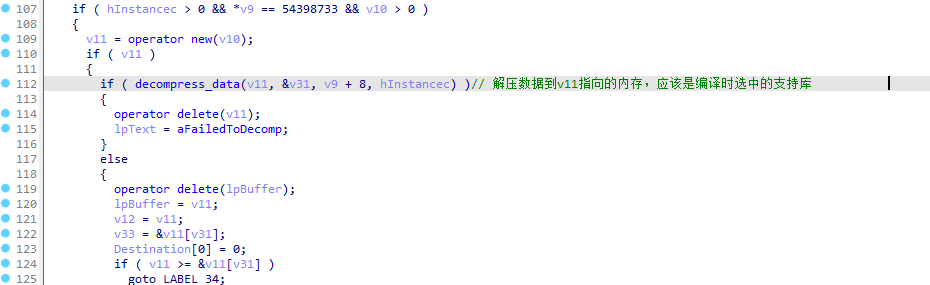 107 if ( hInstancec > 0 && *v9 == 54398733 && v10 > 0 )
108 {
109 v11 = operator new(v10);
110 if ( v11 )
111 {
112 if ( decompress_data(v11, &v31, v9 + 8, hInstancec) )// 解压数据到v11指向的内存，应该是编译时选中的支持库
113 {
114 operator delete(v11);
115 lpText = aFailedToDecomp;
116 }
117 else
118 {
119 operator delete(lpBuffer);
120 lpBuffer = v11;
121 v12 = v11;
122 v33 = &v11[v31];
123 Destination[0] = 0;
124 if ( v11 >= &v11[v31] )
125 goto LABEL_34;